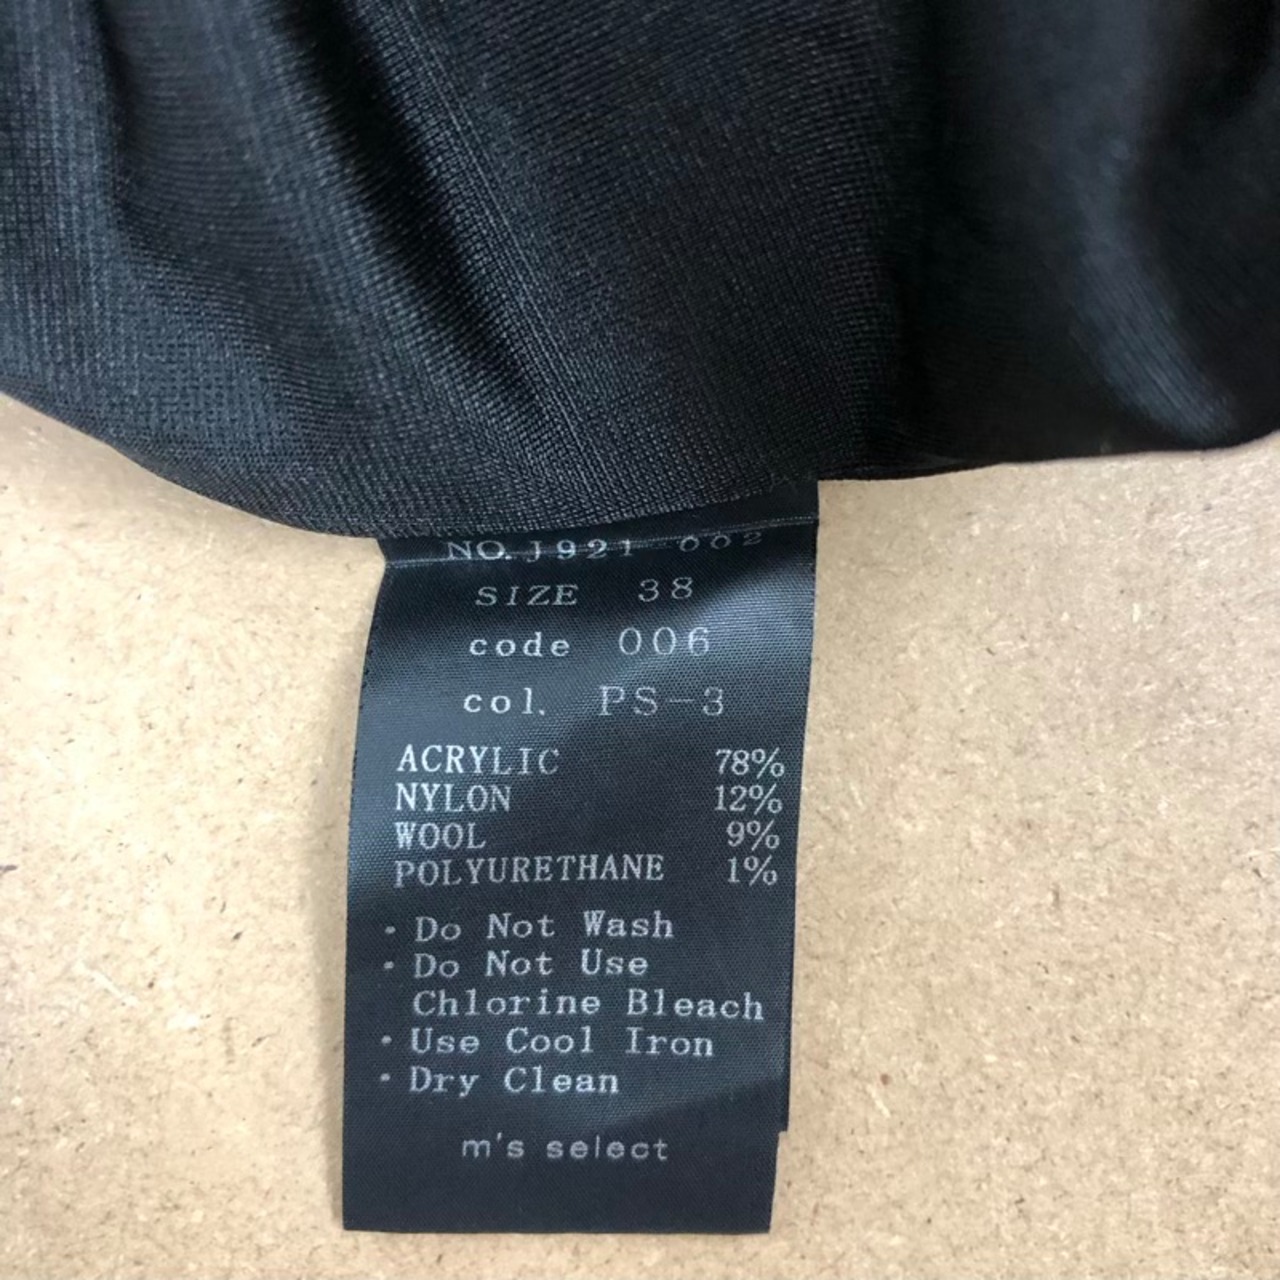 NO. J921-002
SIZE 38
code 006
col. PS-3
ACRYLIC 78%
NYLON 12%
WOOL 9%
POLYURETHANE 1%
・Do Not Wash
・Do Not Use
Chlorine Bleach
・Use Cool Iron
・Dry Clean
m's select